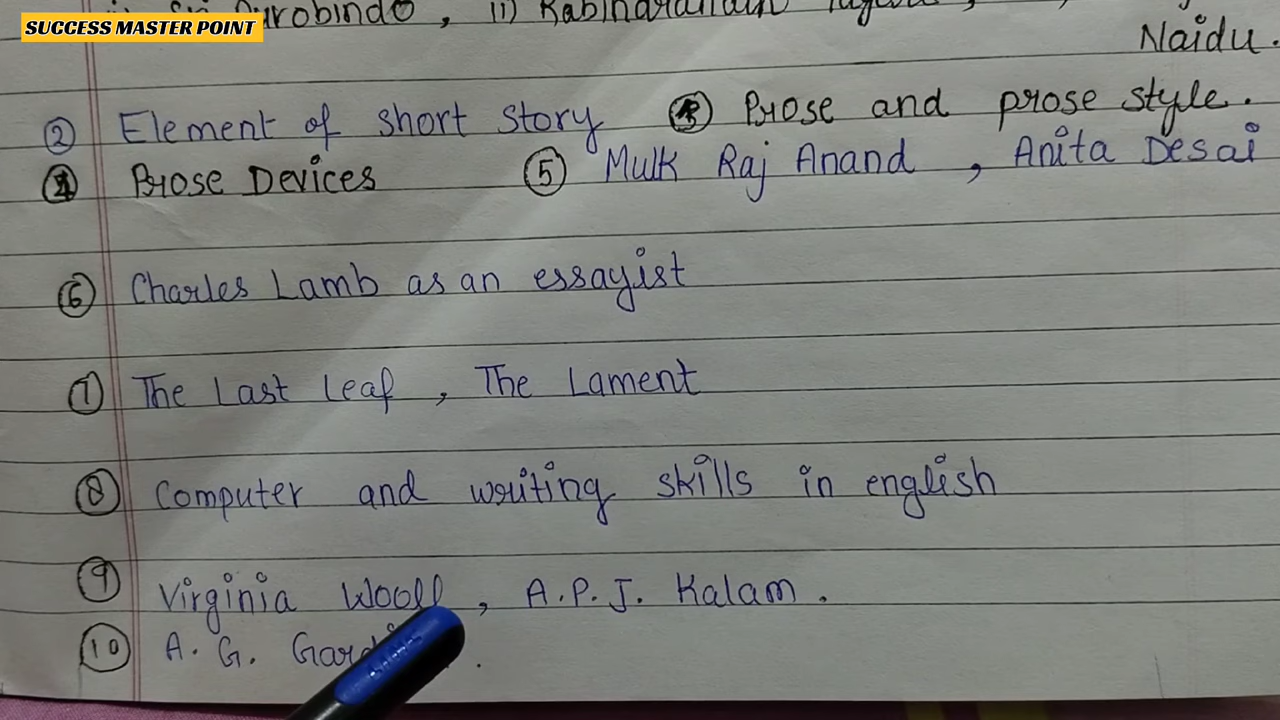 SUCCESS MASTER POINT
Aurobindo, ii)
Naidu.
② Element of short story ③ Prose and prose style.
④ Prose Devices ⑤ Mulk Raj Anand, Anita Desai
⑥ Charles Lamb as an essayist
⑦ The Last Leaf, The Lament
⑧ Computer and writing skills in english
⑨ Virginia Woolf, A.P.J. Kalam.
⑩ A. G.